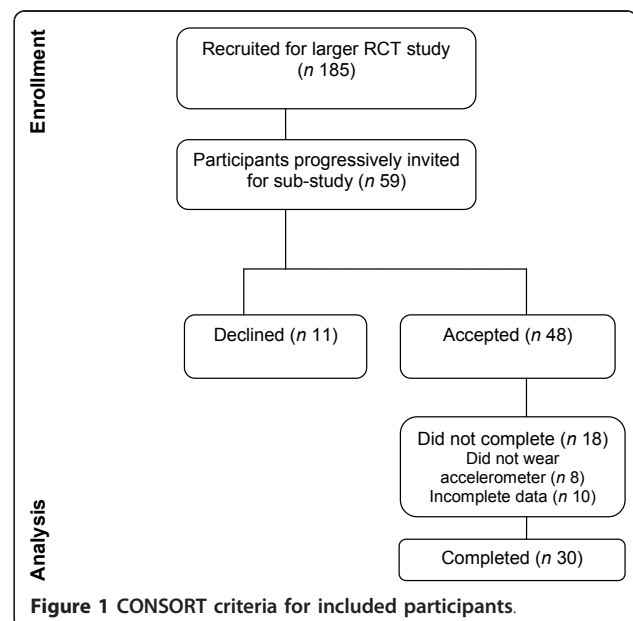 Enrollment
Recruited for larger RCT study
(n 185)
Participants progressively invited
for sub-study (n 59)
Declined (n 11)
Accepted (n 48)
Did not complete (n 18)
Did not wear
accelerometer (n 8)
Incomplete data (n 10)
Analysis
Completed (n 30)
Figure 1 CONSORT criteria for included participants.